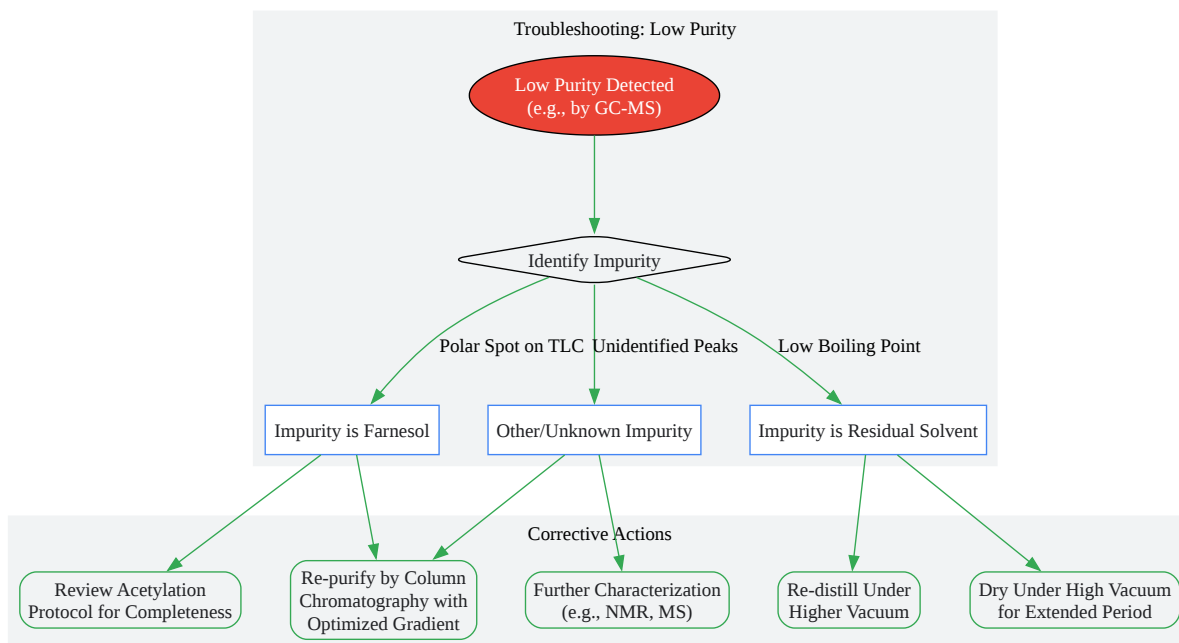 Troubleshooting: Low Purity
Low Purity Detected
(e.g., by GC-MS)
Identify Impurity
Polar Spot on TLC
Unidentified Peaks
Low Boiling Point
Impurity is Farnesol
Other/Unknown Impurity
Impurity is Residual Solvent
Corrective Actions
Review Acetylation
Protocol for Completeness
Re-purify by Column
Chromatography with
Optimized Gradient
Further Characterization
(e.g., NMR, MS)
Re-distill Under
Higher Vacuum
Dry Under High Vacuum
for Extended Period